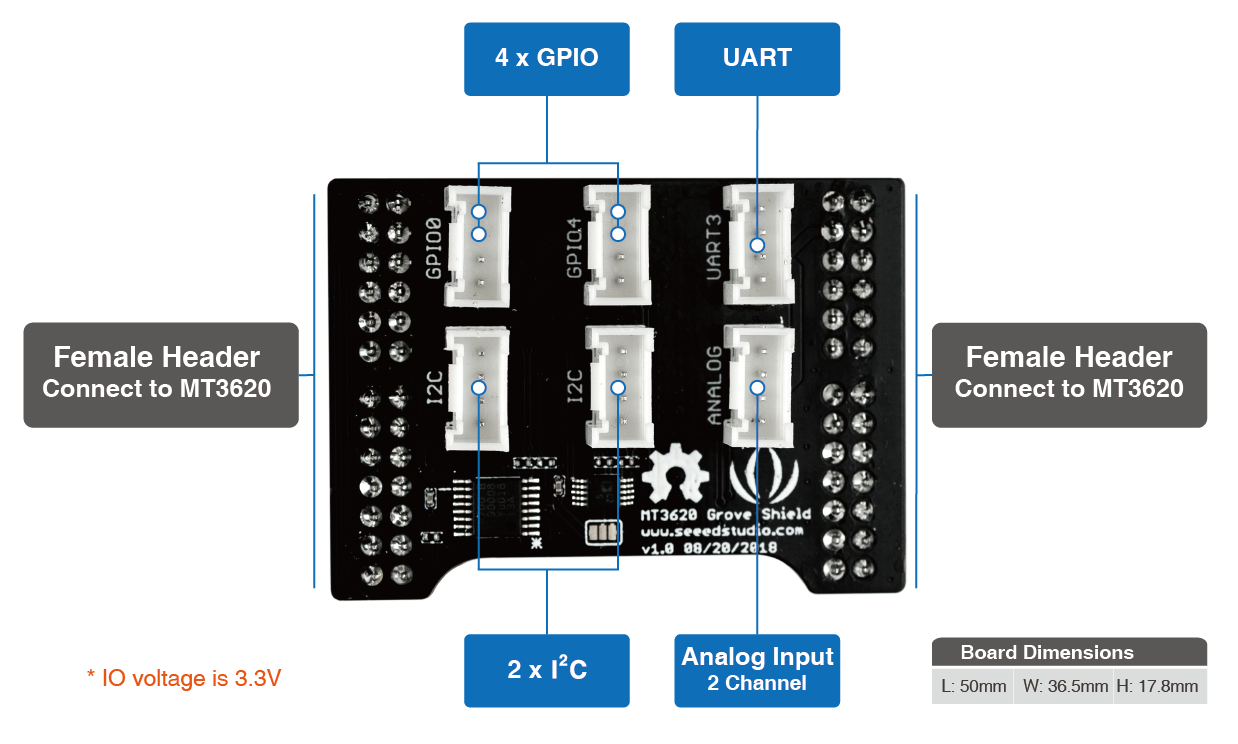 4 x GPIO
UART
GPIO0
GPIO4
UART3
Female Header
Connect to MT3620
Female Header
Connect to MT3620
I2C
I2C
ANALOG
MT3620 Grove Shield
www.seeedstudio.com
v1.0 08/20/2018
2 x I²C
Analog Input
2 Channel
* IO voltage is 3.3V
Board Dimensions
L: 50mm W: 36.5mm H: 17.8mm